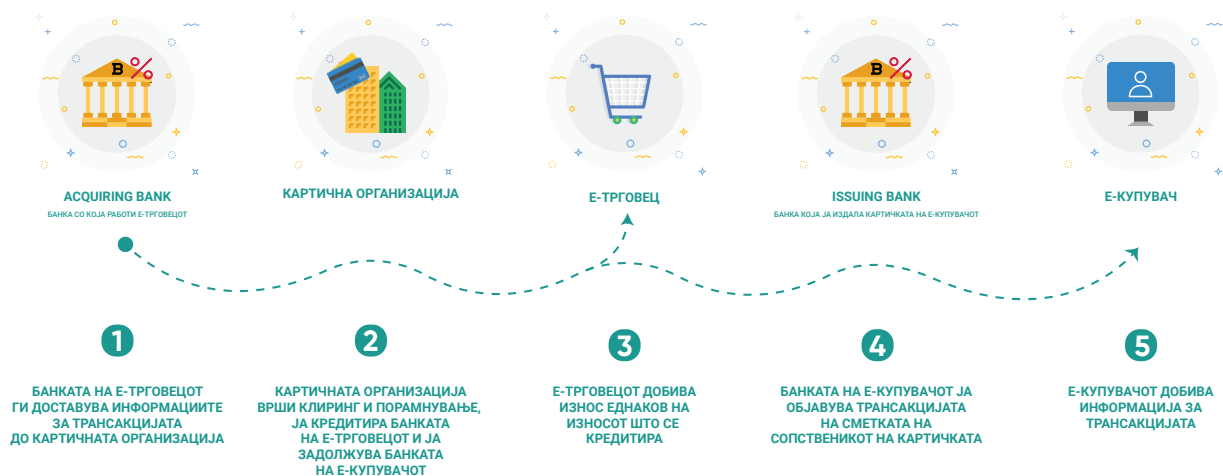 ACQUIRING BANK
БАНКА СО КОЈА РАБОТИ Е-ТРГОВЕЦОТ
КАРТИЧНА ОРГАНИЗАЦИЈА
Е-ТРГОВЕЦ
ISSUING BANK
БАНКА КОЈА ЈА ИЗДАЛА КАРТИЧКАТА НА Е-КУПУВАЧОТ
Е-КУПУВАЧ
1
БАНКАТА НА Е-ТРГОВЕЦОТ
ГИ ДОСТАВУВА ИНФОРМАЦИИТЕ
ЗА ТРАНСАКЦИЈАТА
ДО КАРТИЧНАТА ОРГАНИЗАЦИЈА
2
КАРТИЧНАТА ОРГАНИЗАЦИЈА
ВРШИ КЛИРИНГ И ПОРАМНУВАЊЕ,
ЈА КРЕДИТИРА БАНКАТА
НА Е-ТРГОВЕЦОТ И ЈА
ЗАДОЛЖУВА БАНКАТА
НА Е-КУПУВАЧОТ
3
Е-ТРГОВЕЦОТ ДОБИВА
ИЗНОС ЕДНАКОВ НА
ИЗНОСОТ ШТО СЕ
КРЕДИТИРА
4
БАНКАТА НА Е-КУПУВАЧОТ ЈА
ОБЈАВУВА ТРАНСАКЦИЈАТА
НА СМЕТКАТА НА
СОПСТВЕНИКОТ НА КАРТИЧКАТА
5
Е-КУПУВАЧОТ ДОБИВА
ИНФОРМАЦИЈА ЗА
ТРАНСАКЦИЈАТА